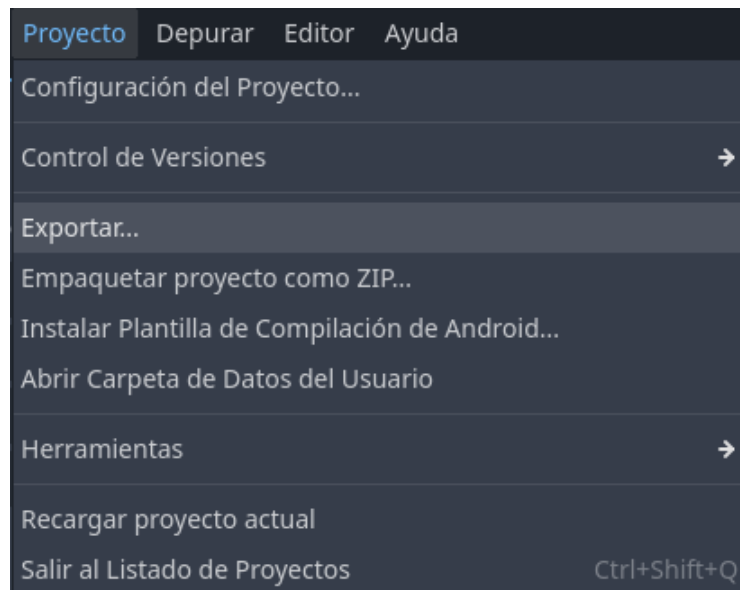 Proyecto Depurar Editor Ayuda
Configuración del Proyecto...
Control de Versiones
Exportar...
Empaquetar proyecto como ZIP...
Instalar Plantilla de Compilación de Android...
Abrir Carpeta de Datos del Usuario
Herramientas
Recargar proyecto actual
Salir al Listado de Proyectos Ctrl+Shift+Q